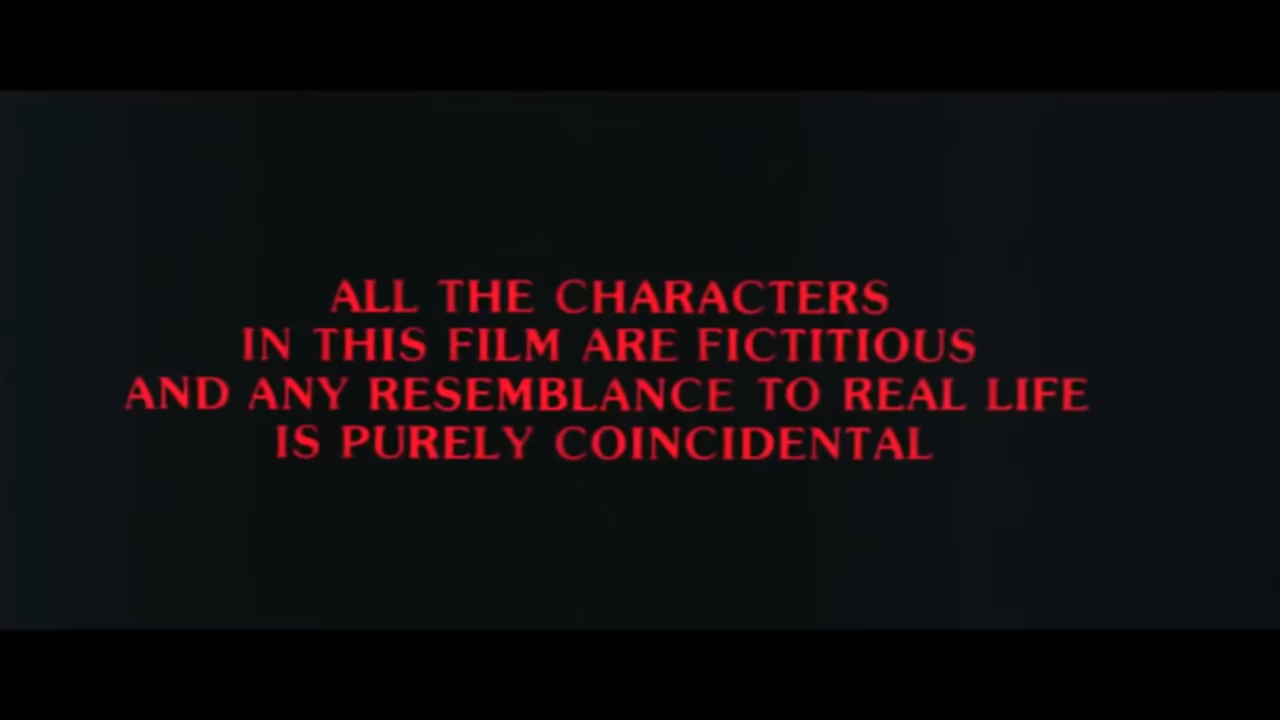 ALL THE CHARACTERS
IN THIS FILM ARE FICTITIOUS
AND ANY RESEMBLANCE TO REAL LIFE
IS PURELY COINCIDENTAL